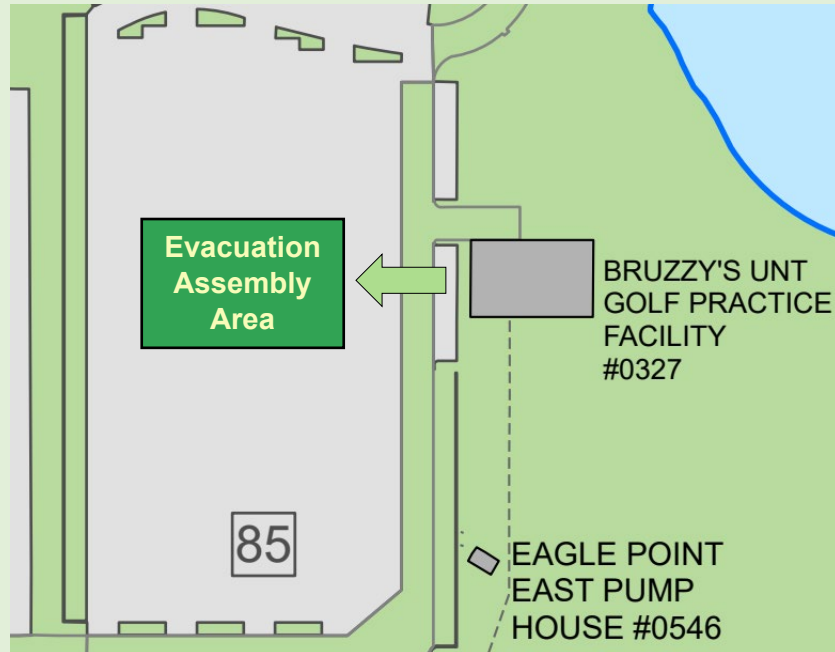 Evacuation
Assembly
Area
BRUZZY'S UNT
GOLF PRACTICE
FACILITY
#0327
85
EAGLE POINT
EAST PUMP
HOUSE #0546